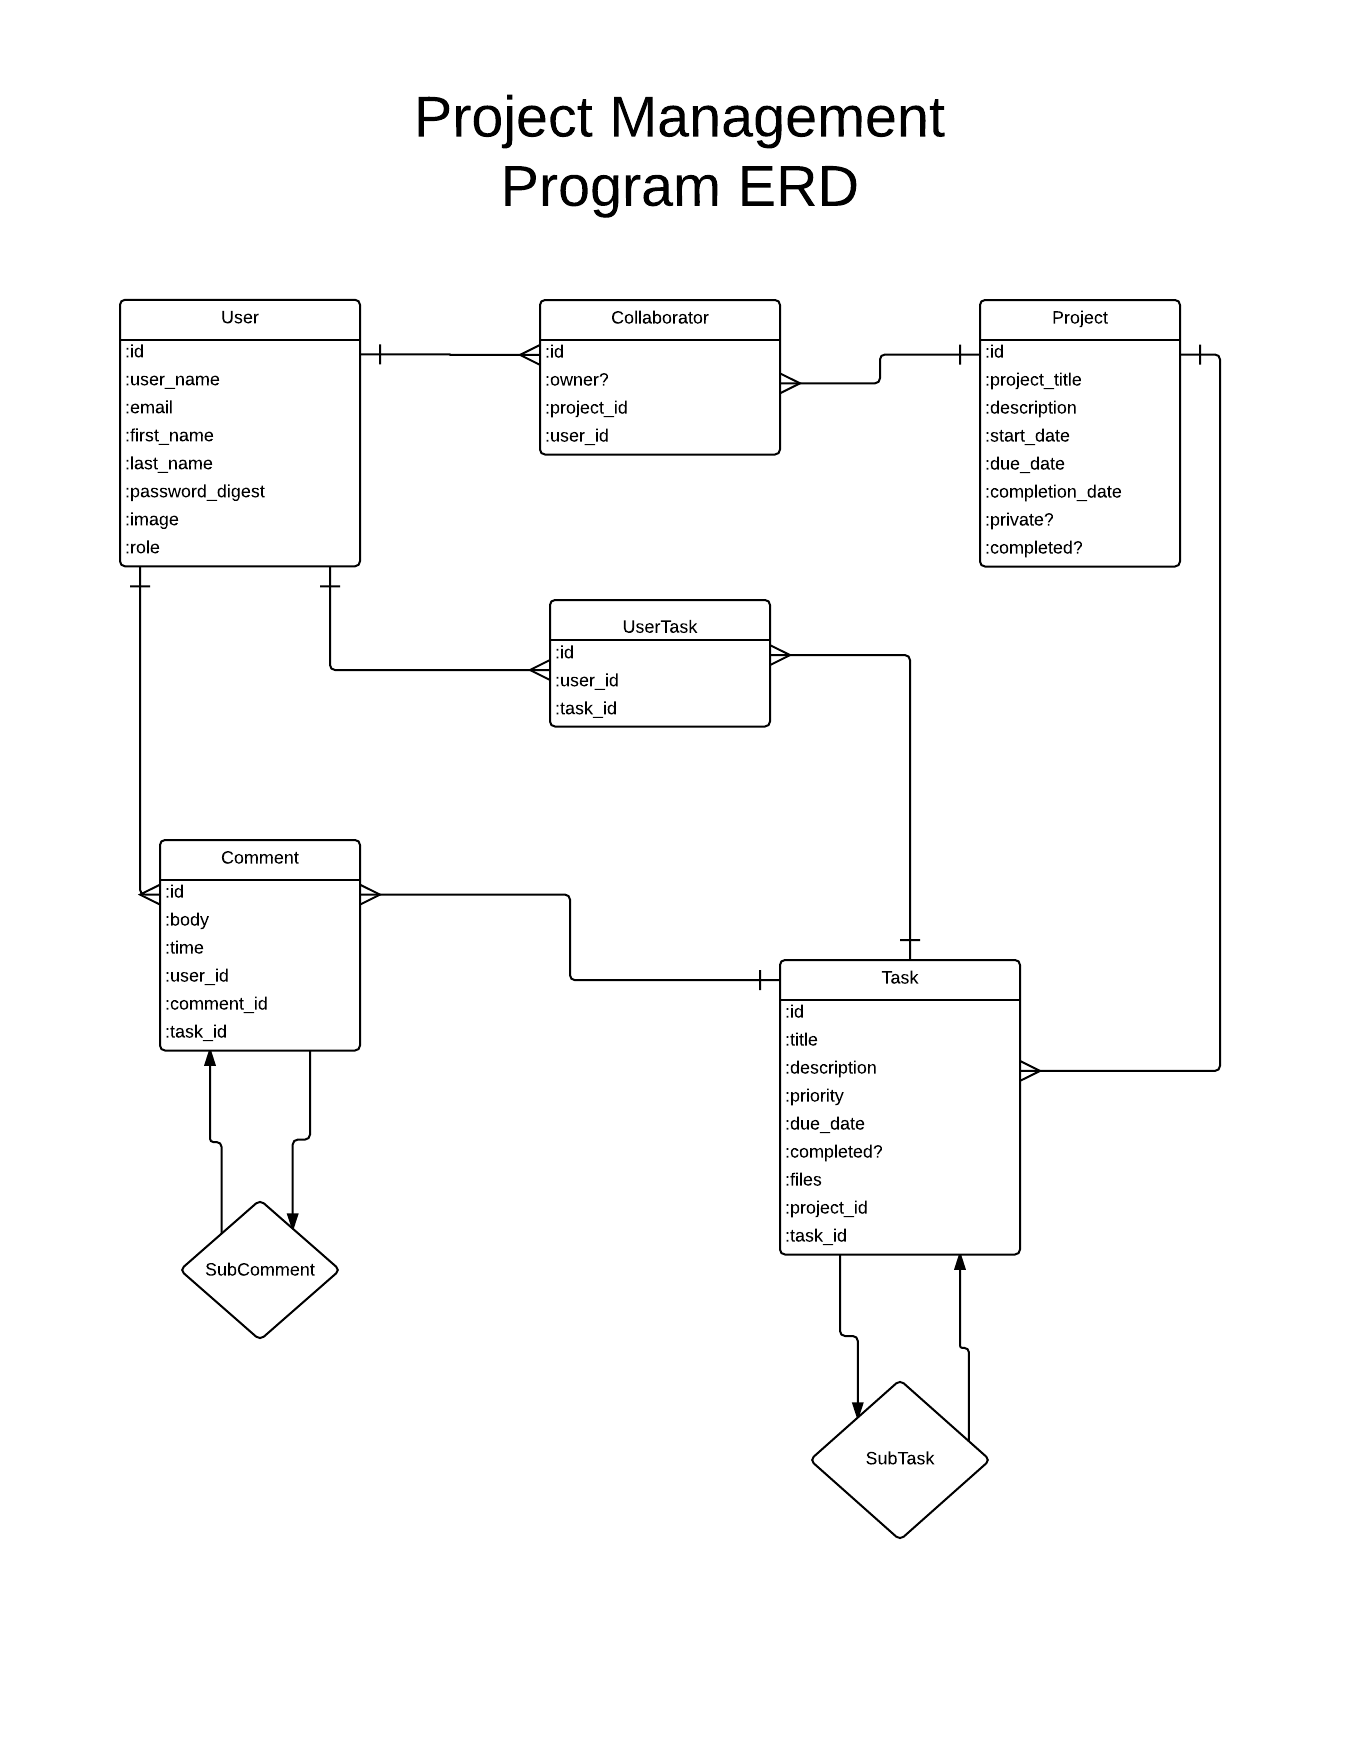 Project Management
Program ERD
User
:id
:user_name
:email
:first_name
:last_name
:password_digest
:image
:role
Collaborator
:id
:owner?
:project_id
:user_id
Project
:id
:project_title
:description
:start_date
:due_date
:completion_date
:private?
:completed?
UserTask
:id
:user_id
:task_id
Comment
:id
:body
:time
:user_id
:comment_id
:task_id
Task
:id
:title
:description
:priority
:due_date
:completed?
:files
:project_id
:task_id
SubComment
SubTask